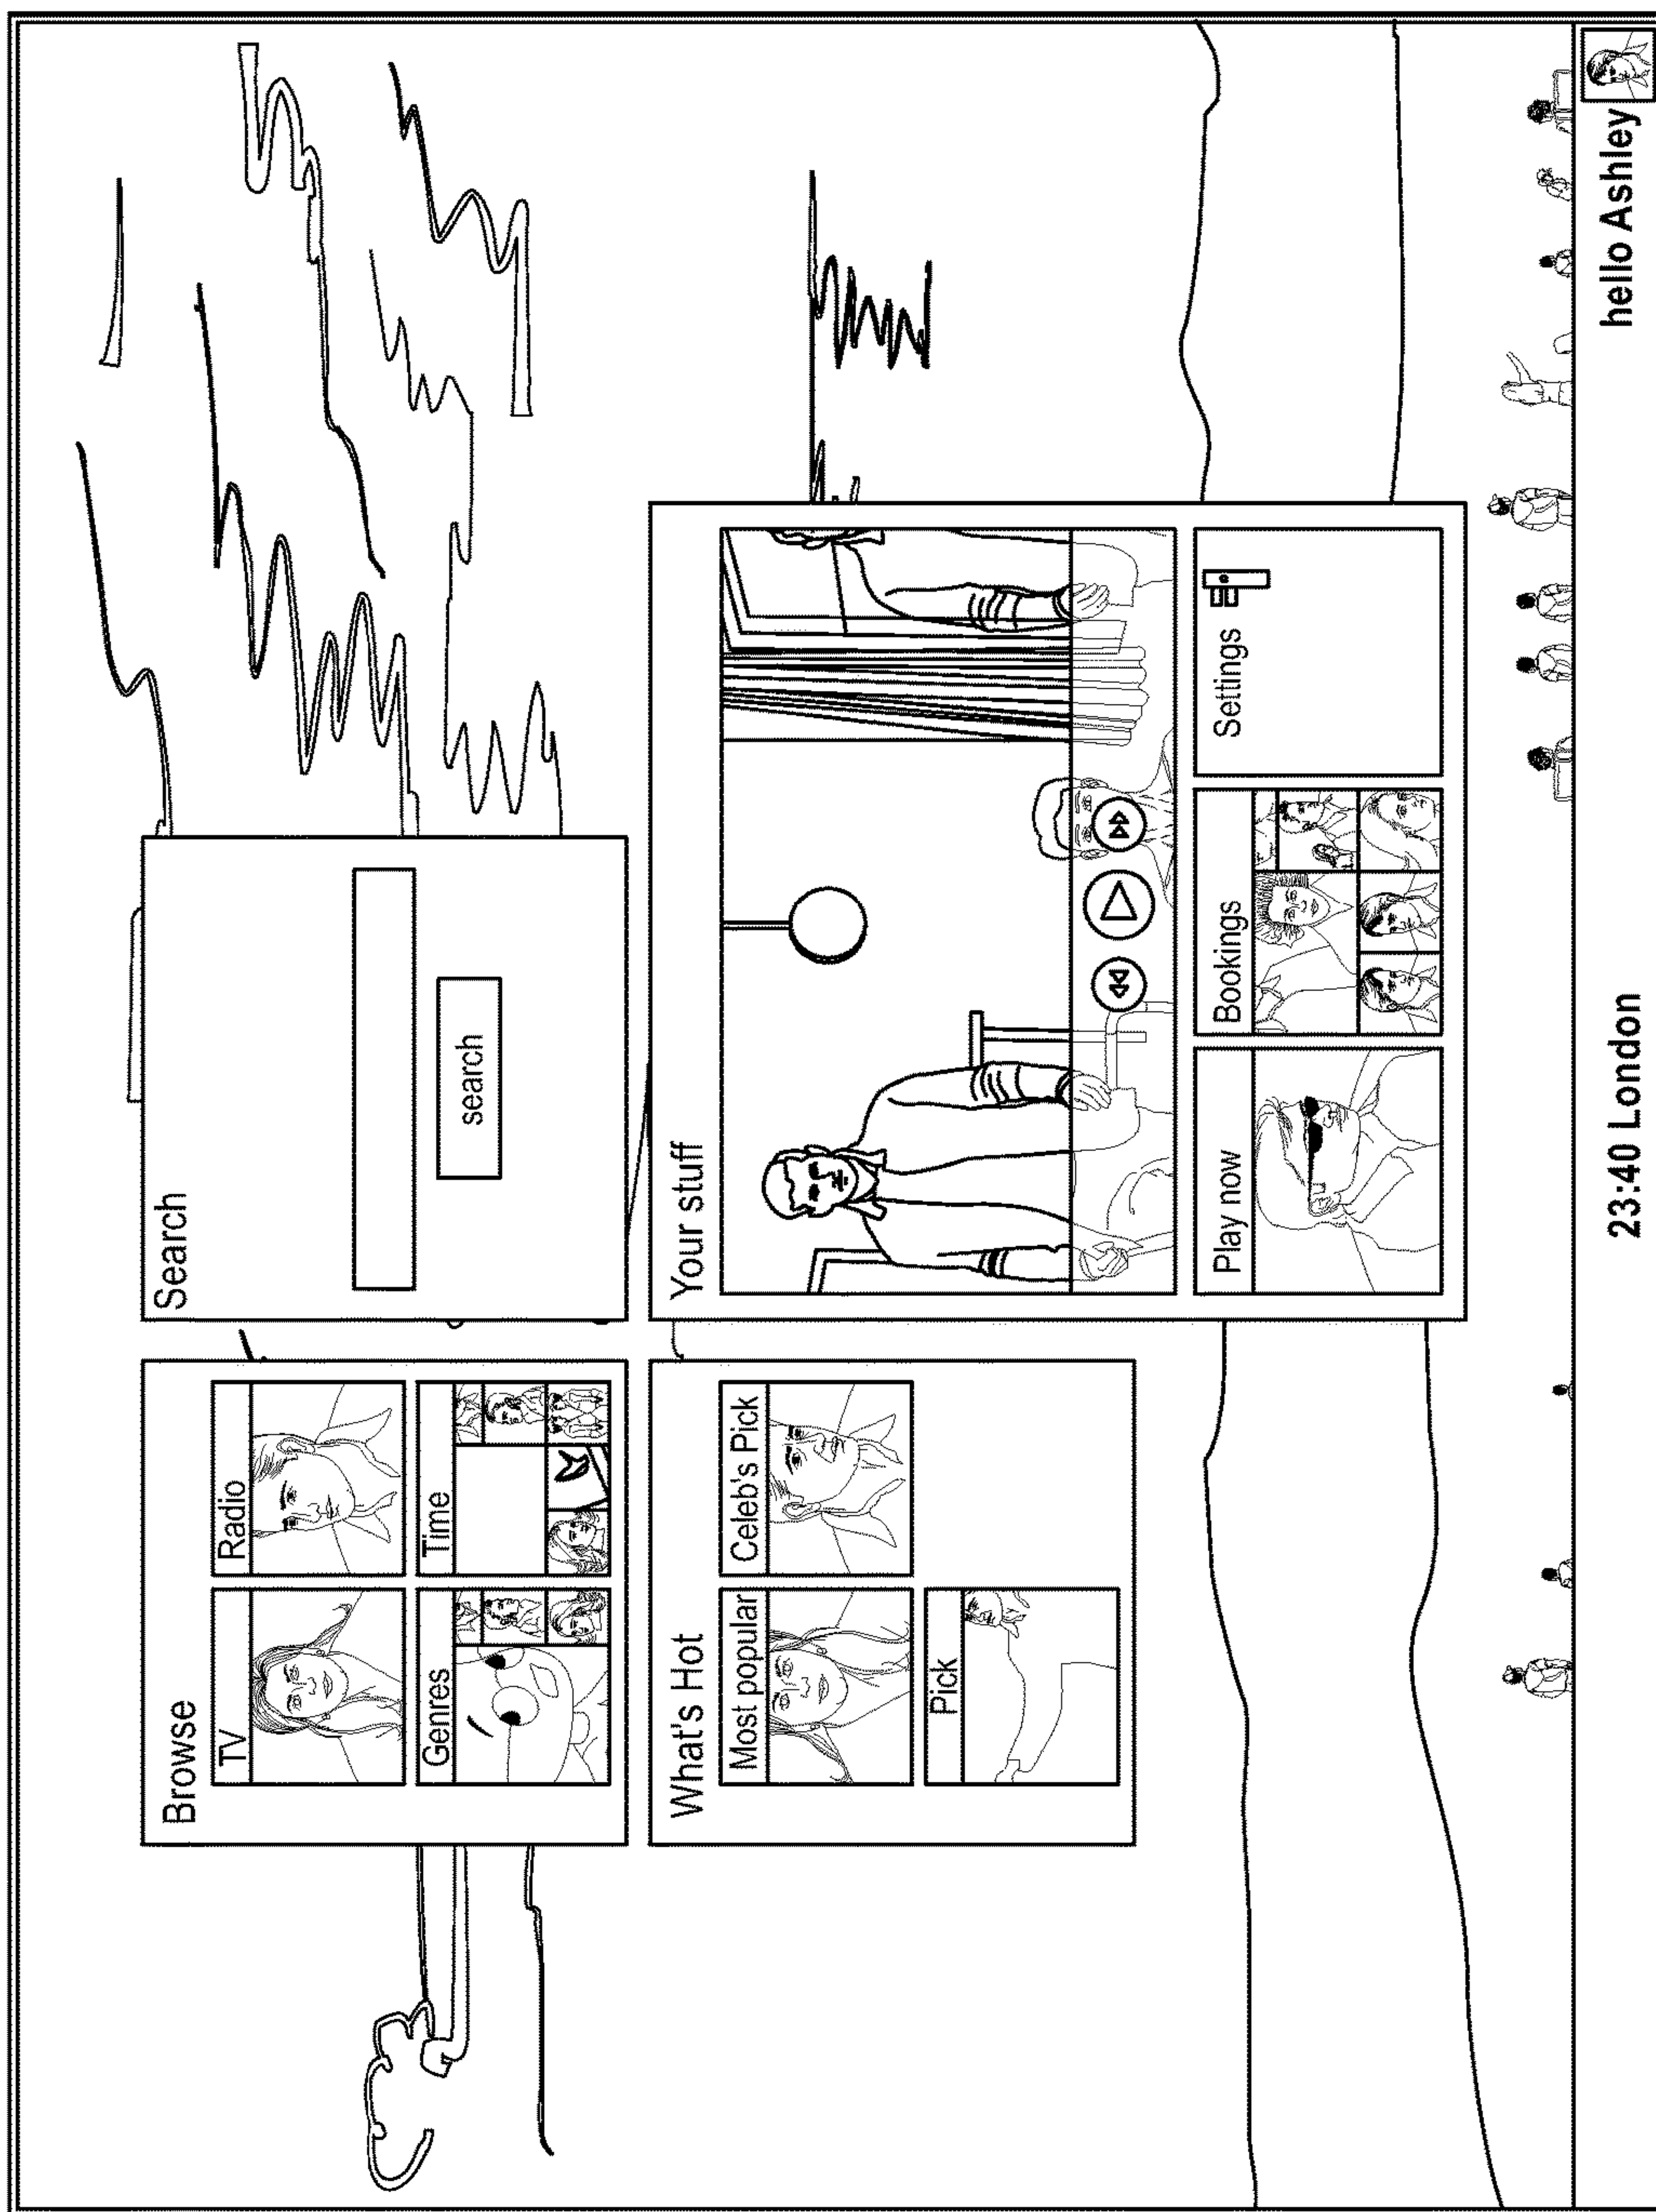 Browse
TV
Radio
Genres
Time
Search
search
What's Hot
Most popular
Celeb's Pick
Pick
Your stuff
Play now
Bookings
Settings
23:40 London
hello Ashley